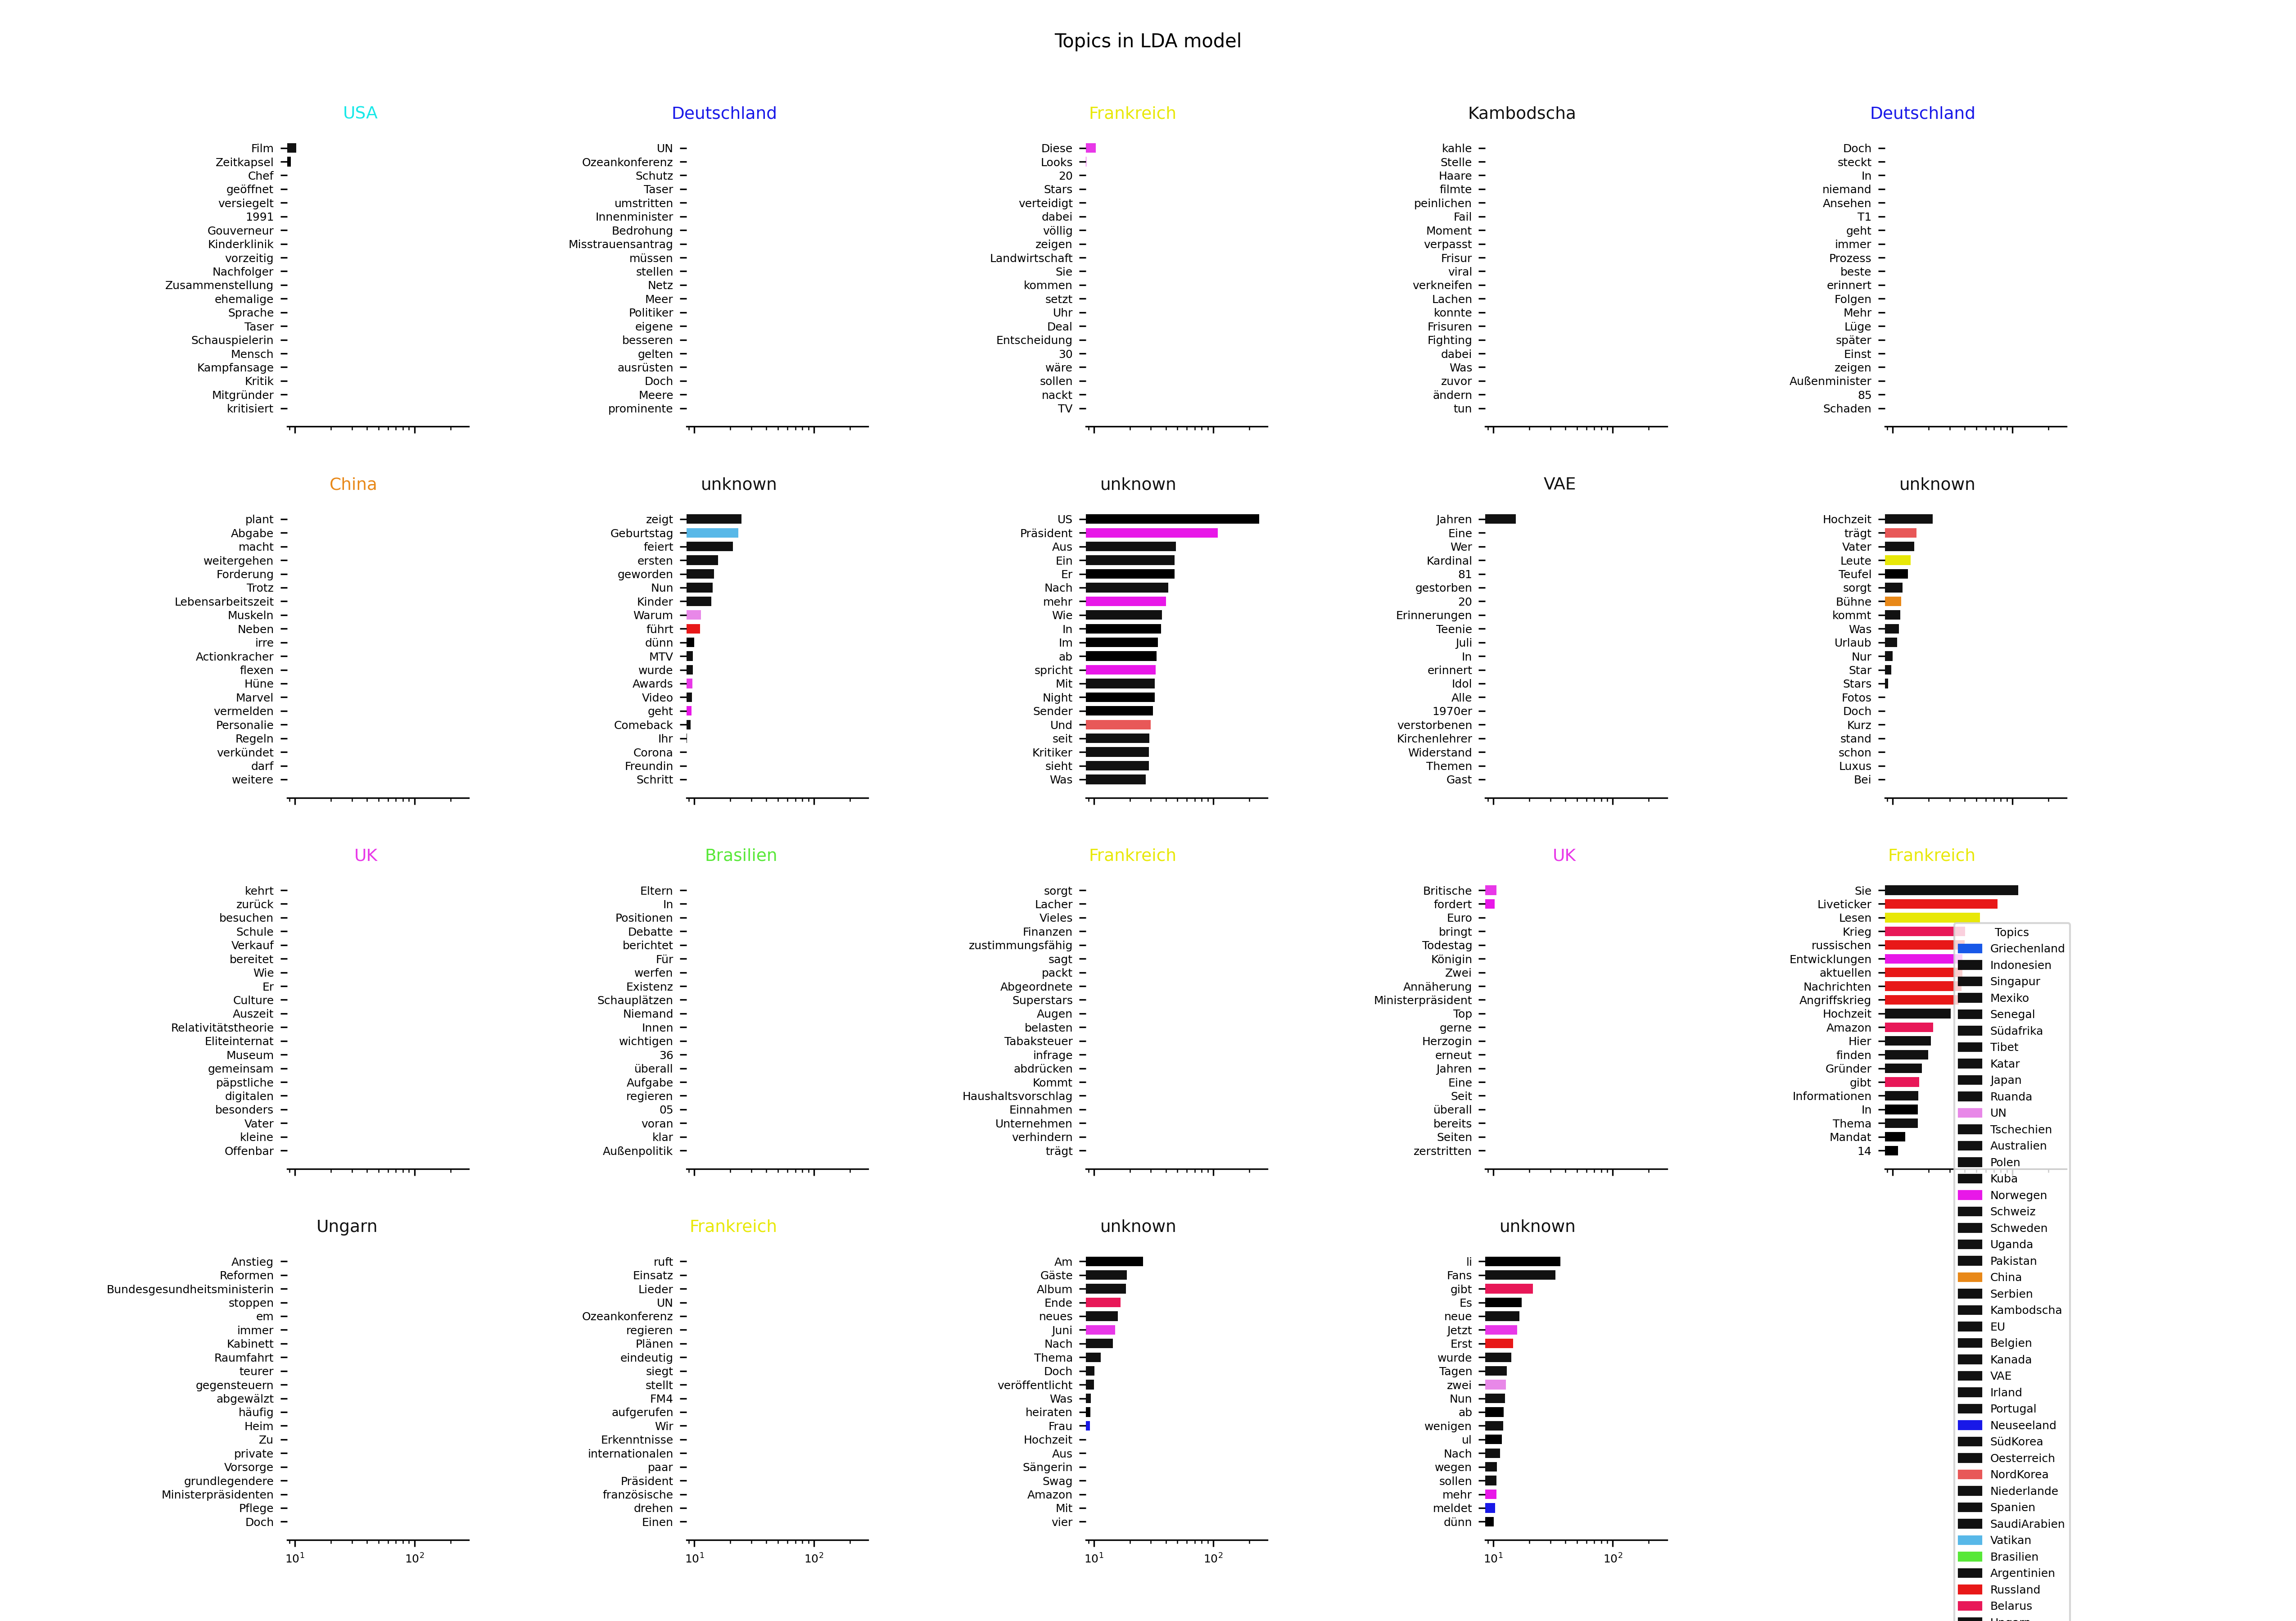 Topics in LDA model
USA
Film
Zeitkapsel
Chef
geöffnet
versiegelt
1991
Gouverneur
Kinderklinik
vorzeitig
Nachfolger
Zusammenstellung
ehemalige
Sprache
Taser
Schauspielerin
Mensch
Kampfansage
Kritik
Mitgründer
kritisiert
Deutschland
UN
Ozeankonferenz
Schutz
Taser
umstritten
Innenminister
Bedrohung
Misstrauensantrag
müssen
stellen
Netz
Meer
Politiker
eigene
besseren
gelten
ausrüsten
Doch
Meere
prominente
Frankreich
Diese
Looks
20
Stars
verteidigt
dabei
völlig
zeigen
Landwirtschaft
Sie
kommen
setzt
Uhr
Deal
Entscheidung
30
wäre
sollen
nackt
TV
Kambodscha
kahle
Stelle
Haare
filmte
peinlichen
Fail
Moment
verpasst
Frisur
viral
verkneifen
Lachen
konnte
Frisuren
Fighting
dabei
Was
zuvor
ändern
tun
Deutschland
Doch
steckt
In
niemand
Ansehen
T1
geht
immer
Prozess
beste
erinnert
Folgen
Mehr
Lüge
später
Einst
zeigen
Außenminister
85
Schaden
China
plant
Abgabe
macht
weitergehen
Forderung
Trotz
Lebensarbeitszeit
Muskeln
Neben
irre
Actionkracher
flexen
Hüne
Marvel
vermelden
Personalie
Regeln
verkündet
darf
weitere
unknown
zeigt
Geburtstag
feiert
ersten
geworden
Nun
Kinder
Warum
führt
dünn
MTV
wurde
Awards
Video
geht
Comeback
Ihr
Corona
Freundin
Schritt
unknown
US
Präsident
Aus
Ein
Er
Nach
mehr
Wie
In
Im
ab
spricht
Mit
Night
Sender
Und
seit
Kritiker
sieht
Was
VAE
Jahren
Eine
Wer
Kardinal
81
gestorben
20
Erinnerungen
Teenie
Juli
In
erinnert
Idol
Alle
1970er
verstorbenen
Kirchenlehrer
Widerstand
Themen
Gast
unknown
Hochzeit
trägt
Vater
Leute
Teufel
sorgt
Bühne
kommt
Was
Urlaub
Nur
Star
Stars
Fotos
Doch
Kurz
stand
schon
Luxus
Bei
UK
kehrt
zurück
besuchen
Schule
Verkauf
bereitet
Wie
Er
Culture
Auszeit
Relativitätstheorie
Eliteinternat
Museum
gemeinsam
päpstliche
digitalen
besonders
Vater
kleine
Offenbar
Brasilien
Eltern
In
Positionen
Debatte
berichtet
Für
werfen
Existenz
Schauplätzen
Niemand
Innen
wichtigen
36
überall
Aufgabe
regieren
05
voran
klar
Außenpolitik
Frankreich
sorgt
Lacher
Vieles
Finanzen
zustimmungsfähig
sagt
packt
Abgeordnete
Superstars
Augen
belasten
Tabaksteuer
infrage
abdrücken
Kommt
Haushaltsvorschlag
Einnahmen
Unternehmen
verhindern
trägt
UK
Britische
fordert
Euro
bringt
Todestag
Königin
Zwei
Annäherung
Ministerpräsident
Top
gerne
Herzogin
erneut
Jahren
Eine
Seit
überall
bereits
Seiten
zerstritten
Frankreich
Sie
Liveticker
Lesen
Krieg
russischen
Entwicklungen
aktuellen
Nachrichten
Angriffskrieg
Hochzeit
Amazon
Hier
finden
Gründer
gibt
Informationen
In
Thema
Mandat
14
Ungarn
Anstieg
Reformen
Bundesgesundheitsministerin
stoppen
em
immer
Kabinett
Raumfahrt
teurer
gegensteuern
abgewälzt
häufig
Heim
Zu
private
Vorsorge
grundlegendere
Ministerpräsidenten
Pflege
Doch
10¹ 10²
Frankreich
ruft
Einsatz
Lieder
UN
Ozeankonferenz
regieren
Plänen
eindeutig
siegt
stellt
FM4
aufgerufen
Wir
Erkenntnisse
internationalen
paar
Präsident
französische
drehen
Einen
10¹ 10²
unknown
Am
Gäste
Album
Ende
neues
Juni
Nach
Thema
Doch
veröffentlicht
Was
heiraten
Frau
Hochzeit
Aus
Sängerin
Swag
Amazon
Mit
vier
10¹ 10²
unknown
li
Fans
gibt
Es
neue
Jetzt
Erst
wurde
Tagen
zwei
Nun
ab
wenigen
ul
Nach
wegen
sollen
mehr
meldet
dünn
10¹ 10²
Topics
Griechenland
Indonesien
Singapur
Mexiko
Senegal
Südafrika
Tibet
Katar
Japan
Ruanda
UN
Tschechien
Australien
Polen
Kuba
Norwegen
Schweiz
Schweden
Uganda
Pakistan
China
Serbien
Kambodscha
EU
Belgien
Kanada
VAE
Irland
Portugal
Neuseeland
SüdKorea
Oesterreich
NordKorea
Niederlande
Spanien
SaudiArabien
Vatikan
Brasilien
Argentinien
Russland
Belarus